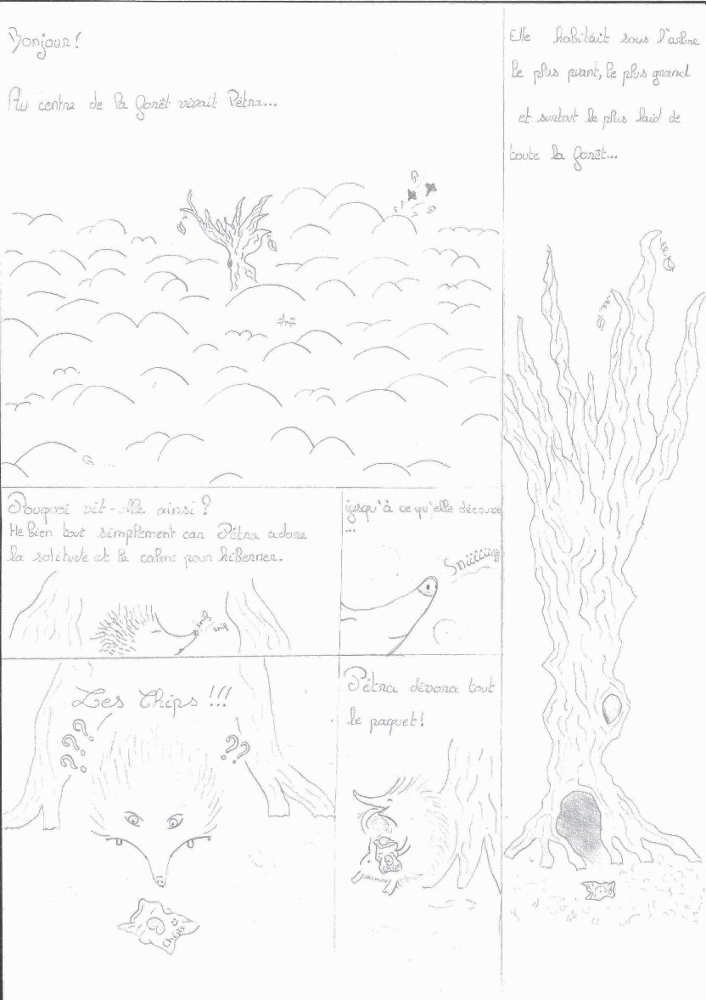 Bonjour !
Au centre de la forêt vivait Pétra...
Elle habitait sous l'arbre
le plus puant, le plus grand
et surtout le plus laid de
toute la forêt...
Pourquoi vit-elle ainsi ?
He bien tout simplement car Pétra adore
la solitude et le calme pour hiberner.
snif
snif
jusqu'à ce qu'elle découvre
...
Sniiiiiiff
Les Chips !!!
???
??
Chips
Pétra dévora tout
le paquet !
Chips